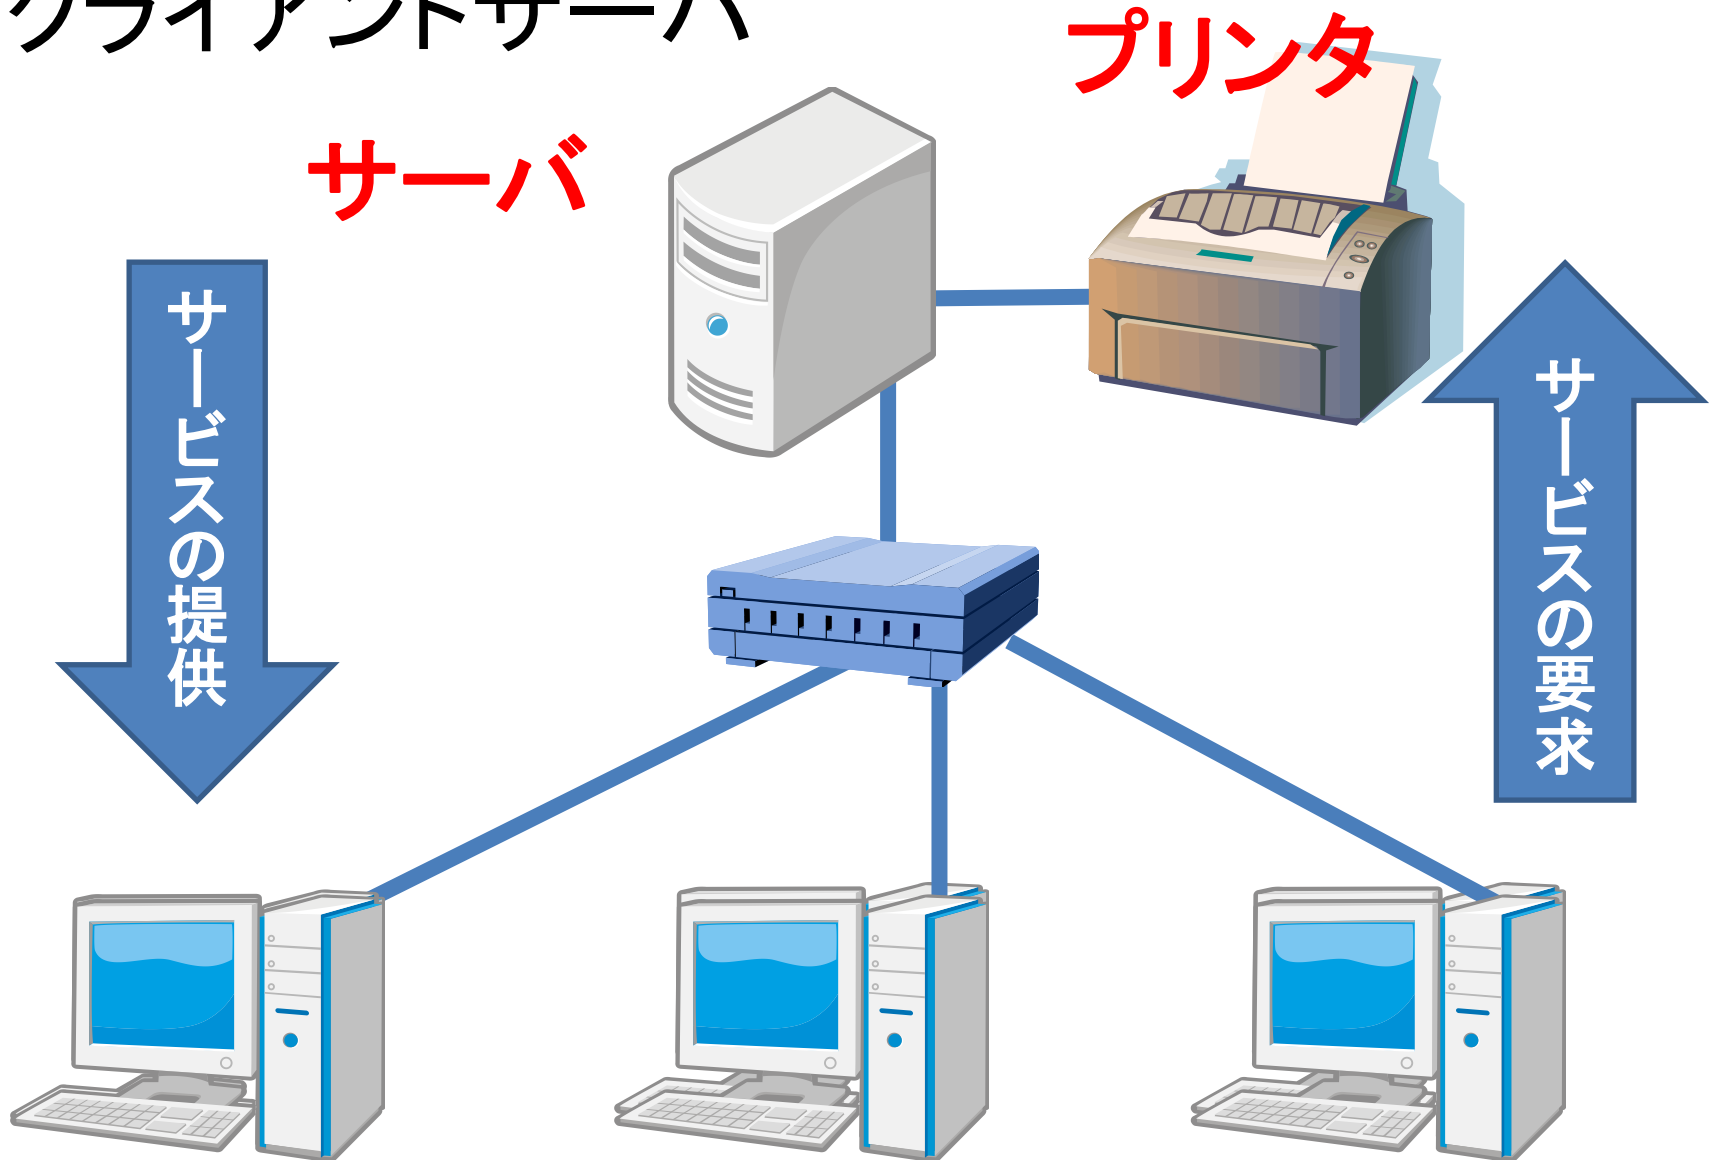 クライアントサーバ
プリンタ
サーバ
サービスの提供
サービスの要求